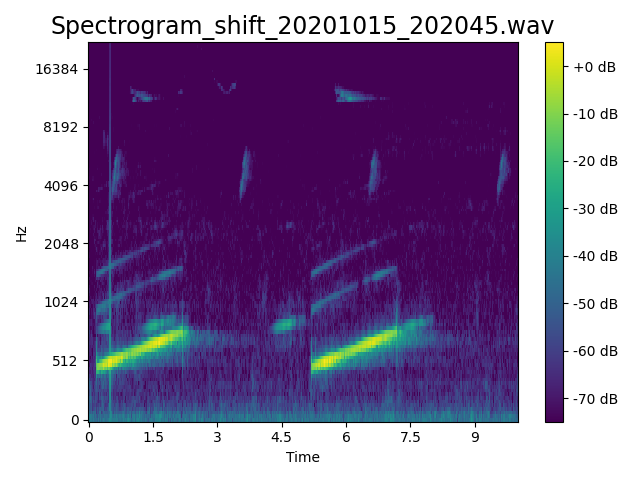 Spectrogram_shift_20201015_202045.wav
16384
8192
4096
2048
1024
512
0
Hz
0 1.5 3 4.5 6 7.5 9
Time
+0 dB
-10 dB
-20 dB
-30 dB
-40 dB
-50 dB
-60 dB
-70 dB